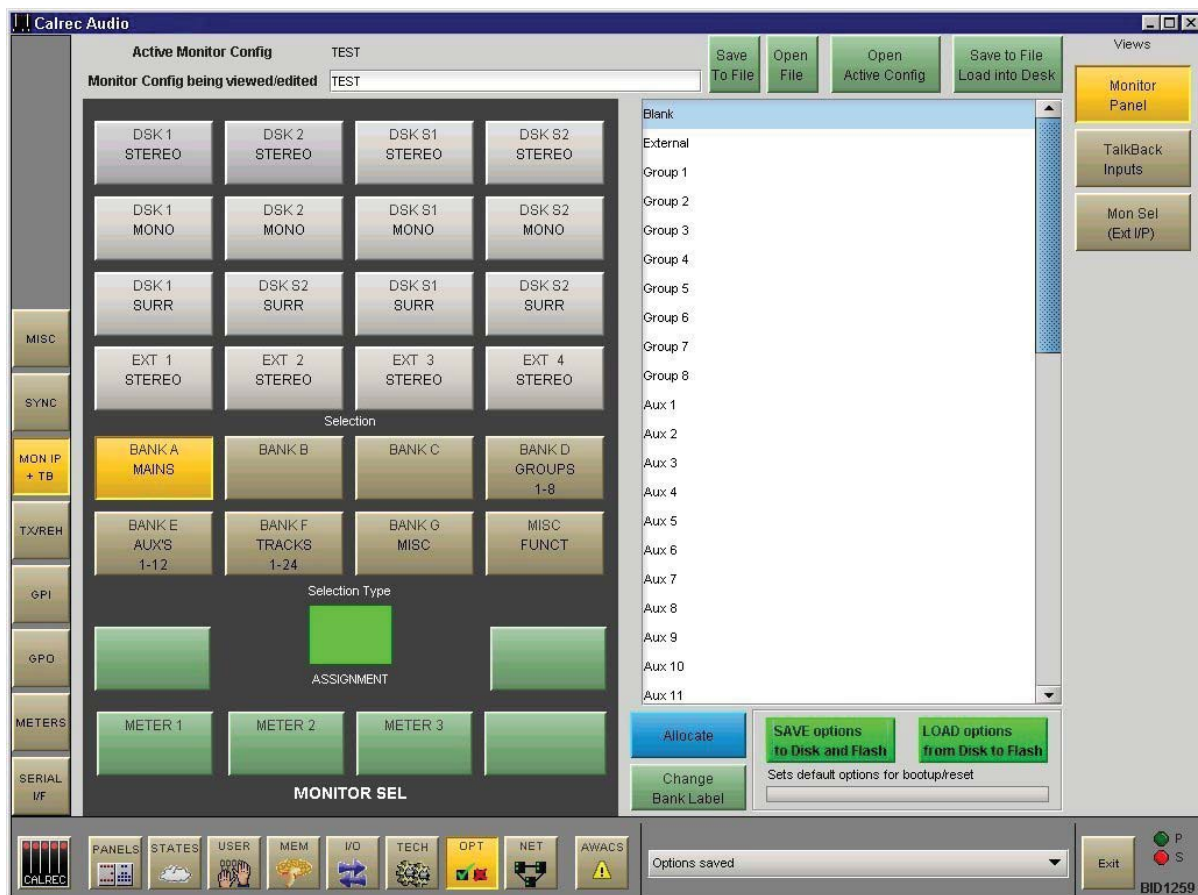 Calrec Audio
Active Monitor Config TEST
Monitor Config being viewed/edited TEST
Save
To File
Open
File
Open
Active Config
Save to File
Load into Desk
Views
Monitor
Panel
TalkBack
Inputs
Mon Sel
(Ext I/P)
MISC
SYNC
MON IP
+ TB
TX/REH
GPI
GPO
METERS
SERIAL
I/F
DSK 1
STEREO
DSK 2
STEREO
DSK S1
STEREO
DSK S2
STEREO
DSK 1
MONO
DSK 2
MONO
DSK S1
MONO
DSK S2
MONO
DSK 1
SURR
DSK S2
SURR
DSK S1
SURR
DSK S2
SURR
EXT 1
STEREO
EXT 2
STEREO
EXT 3
STEREO
EXT 4
STEREO
Selection
BANK A
MAINS
BANK B
BANK C
BANK D
GROUPS
1-8
BANK E
AUX'S
1-12
BANK F
TRACKS
1-24
BANK G
MISC
MISC
FUNCT
Selection Type
ASSIGNMENT
METER 1
METER 2
METER 3
MONITOR SEL
Blank
External
Group 1
Group 2
Group 3
Group 4
Group 5
Group 6
Group 7
Group 8
Aux 1
Aux 2
Aux 3
Aux 4
Aux 5
Aux 6
Aux 7
Aux 8
Aux 9
Aux 10
Aux 11
Allocate
Change
Bank Label
SAVE options
to Disk and Flash
LOAD options
from Disk to Flash
Sets default options for bootup/reset
CALREC
PANELS
STATES
USER
MEM
I/O
TECH
OPT
NET
AWACS
Options saved
Exit
P
S
BID1259